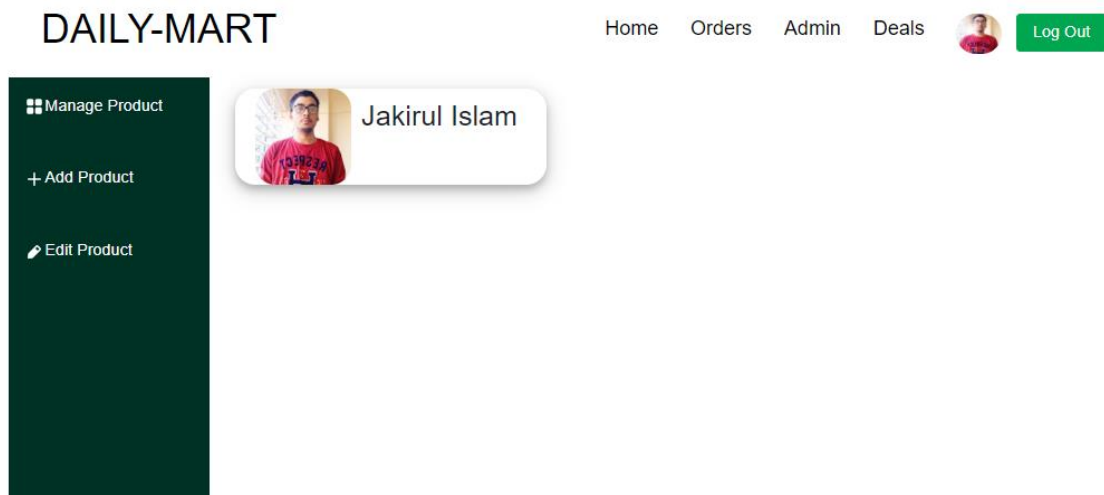 DAILY-MART
Home Orders Admin Deals Log Out
Manage Product
Jakirul Islam
+ Add Product
Edit Product